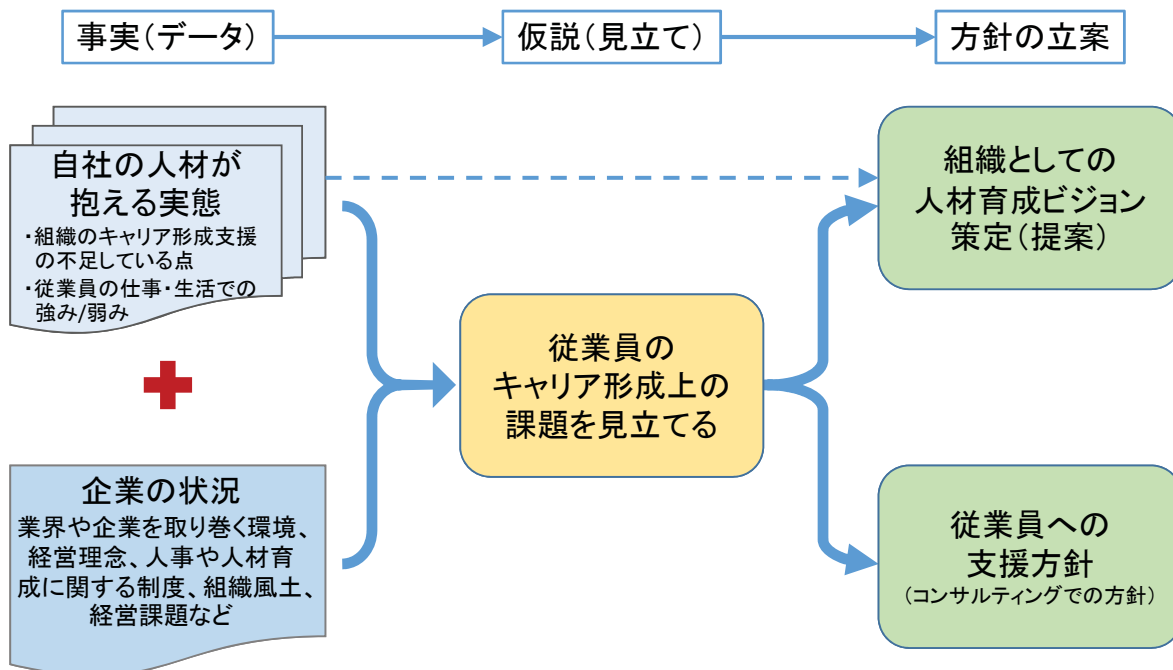 事実(データ)
仮説(見立て)
方針の立案
自社の人材が
抱える実態
・組織のキャリア形成支援
の不足している点
・従業員の仕事・生活での
強み/弱み
企業の状況
業界や企業を取り巻く環境、
経営理念、人事や人材育
成に関する制度、組織風土、
経営課題など
従業員の
キャリア形成上の
課題を見立てる
組織としての
人材育成ビジョン
策定(提案)
従業員への
支援方針
(コンサルティングでの方針)